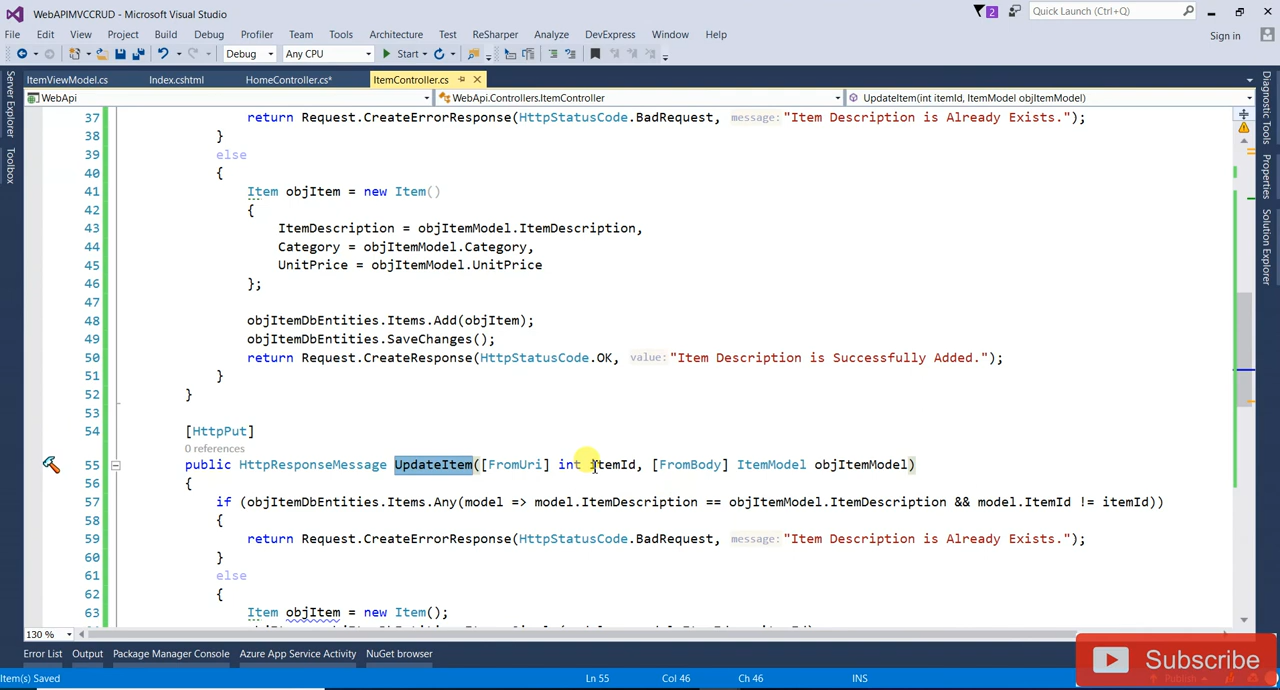 WebAPIMVCCRUD - Microsoft Visual Studio
2
Quick Launch (Ctrl+Q)
File Edit View Project Build Debug Profiler Team Tools Architecture Test ReSharper Analyze DevExpress Window Help
Sign in
Debug Any CPU Start
ItemViewModel.cs Index.cshtml HomeController.cs* ItemController.cs
WebApi WebApi.Controllers.ItemController UpdateItem(int itemId, ItemModel objItemModel)
Server Explorer
Toolbox
Diagnostic Tools
Properties
Solution Explorer
37 return Request.CreateErrorResponse(HttpStatusCode.BadRequest, message: "Item Description is Already Exists.");
38 }
39 else
40 {
41 Item objItem = new Item()
42 {
43 ItemDescription = objItemModel.ItemDescription,
44 Category = objItemModel.Category,
45 UnitPrice = objItemModel.UnitPrice
46 };
47
48 objItemDbEntities.Items.Add(objItem);
49 objItemDbEntities.SaveChanges();
50 return Request.CreateResponse(HttpStatusCode.OK, value: "Item Description is Successfully Added.");
51 }
52 }
53
54 [HttpPut]
0 references
55 public HttpResponseMessage UpdateItem([FromUri] int itemId, [FromBody] ItemModel objItemModel)
56 {
57 if (objItemDbEntities.Items.Any(model => model.ItemDescription == objItemModel.ItemDescription && model.ItemId != itemId))
58 {
59 return Request.CreateErrorResponse(HttpStatusCode.BadRequest, message: "Item Description is Already Exists.");
60 }
61 else
62 {
63 Item objItem = new Item();
130 %
Error List Output Package Manager Console Azure App Service Activity NuGet browser
Subscribe
Item(s) Saved Ln 55 Col 46 Ch 46 INS Publish